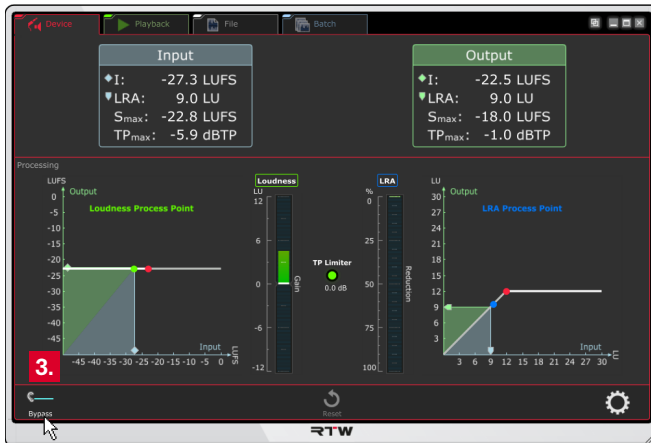 Device
Playback
File
Batch
Input
I: -27.3 LUFS
LRA: 9.0 LU
Smax: -22.8 LUFS
TPmax: -5.9 dBTP
Output
I: -22.5 LUFS
LRA: 9.0 LU
Smax: -18.0 LUFS
TPmax: -1.0 dBTP
Processing
LUFS
Output
Loudness Process Point
0
-5
-10
-15
-20
-25
-30
-35
-40
-45
Input
-45 -40 -35 -30 -25 -20 -15 -10 -5 0
LUFS
Loudness
LU
12
6
0
-6
-12
Gain
TP Limiter
0.0 dB
LRA
%
0
25
50
75
100
Reduction
LU
Output
LRA Process Point
30
27
24
21
18
15
12
9
6
3
Input
3 6 9 12 15 18 21 24 27 30
LU
3.
Bypass
Reset
RTW